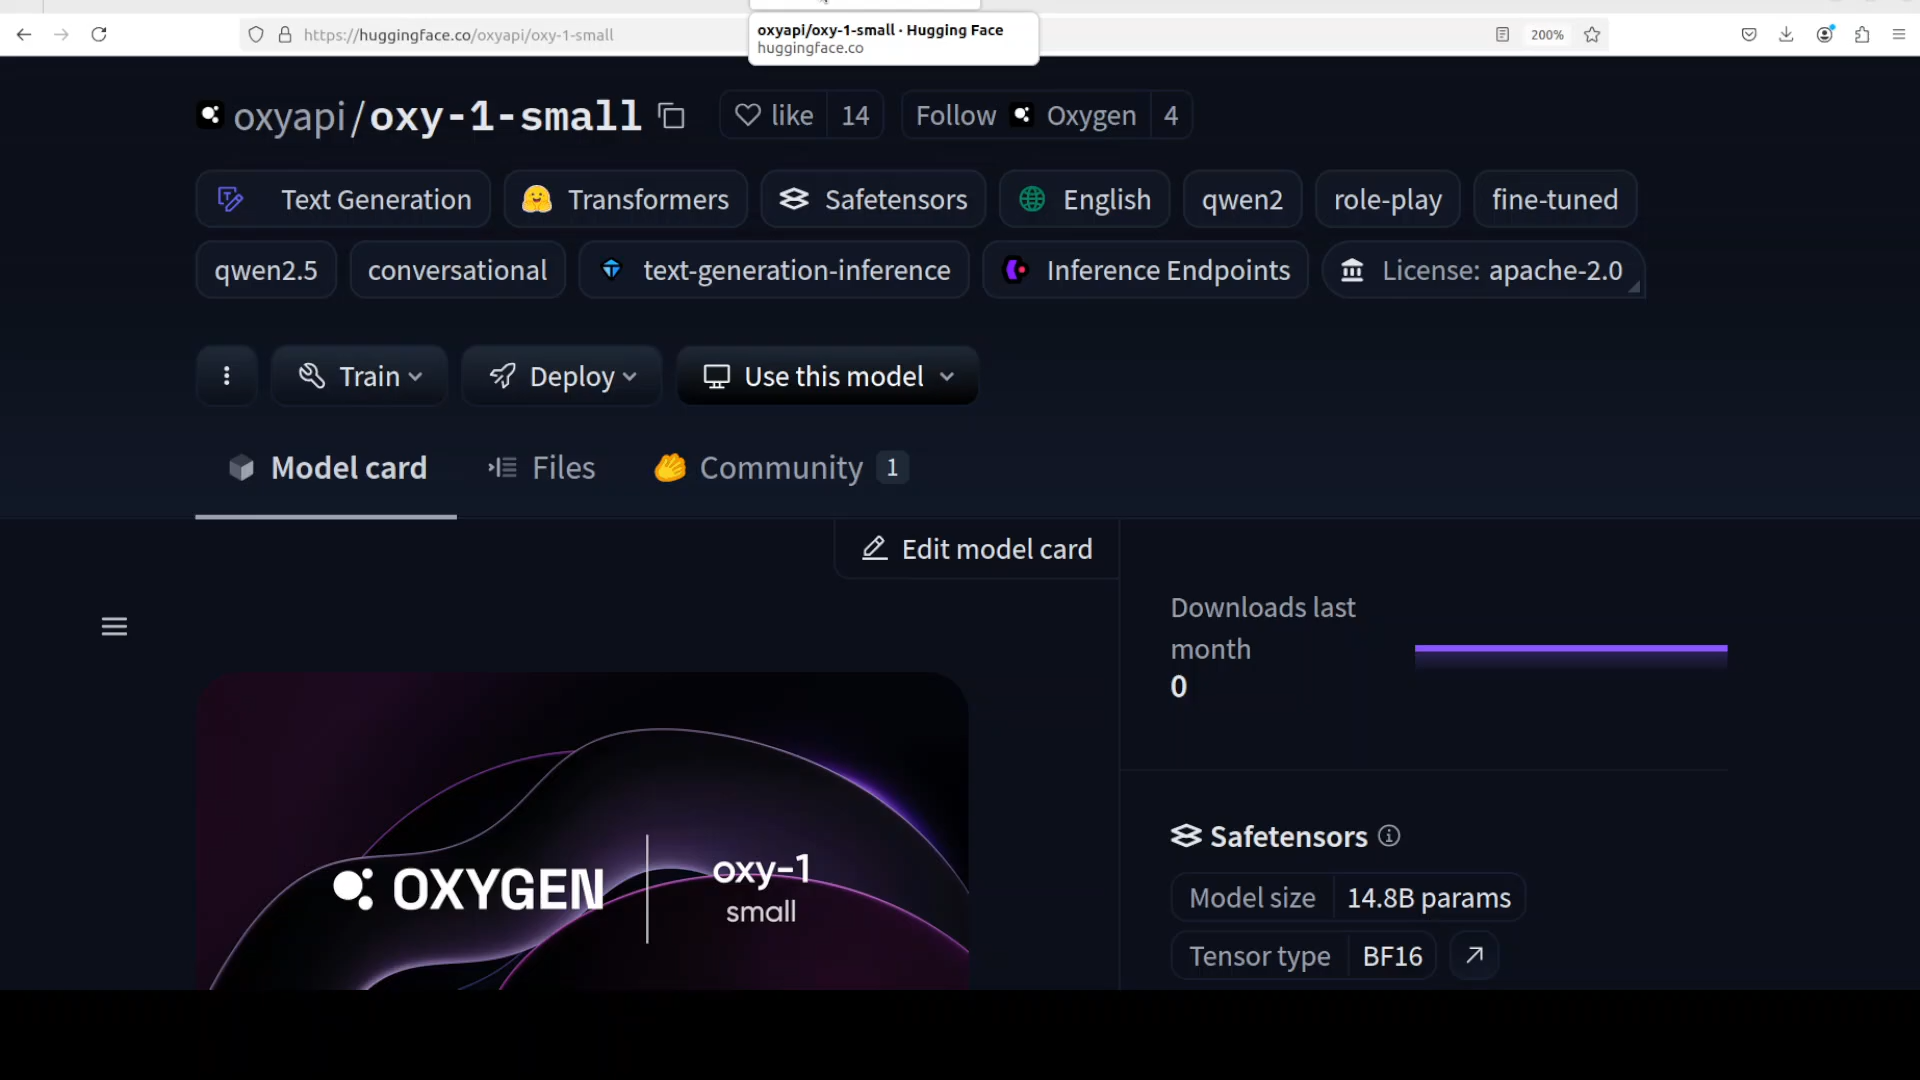 https://huggingface.co/oxyapi/oxy-1-small
oxyapi/oxy-1-small · Hugging Face
huggingface.co
200%
oxyapi/oxy-1-small
like 14
Follow Oxygen 4
Text Generation Transformers Safetensors English qwen2 role-play fine-tuned
qwen2.5 conversational text-generation-inference Inference Endpoints License: apache-2.0
Train Deploy Use this model
Model card Files Community 1
Edit model card
Downloads last
month
0
OXYGEN
oxy-1
small
Safetensors
Model size 14.8B params
Tensor type BF16